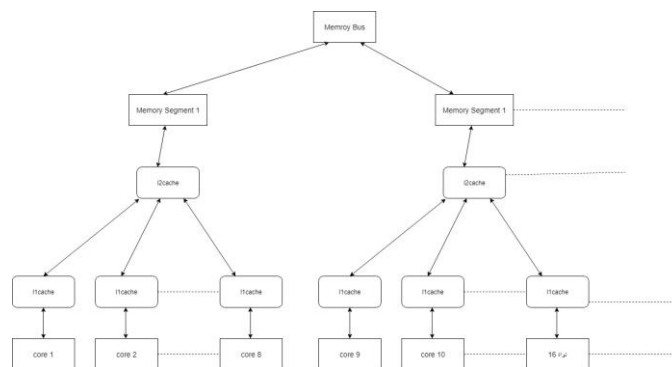 Memroy Bus
Memory Segment 1
Memory Segment 1
l2cache
l2cache
l1cache
l1cache
l1cache
l1cache
l1cache
l1cache
core 1
core 2
core 8
core 9
core 10
نواة 16